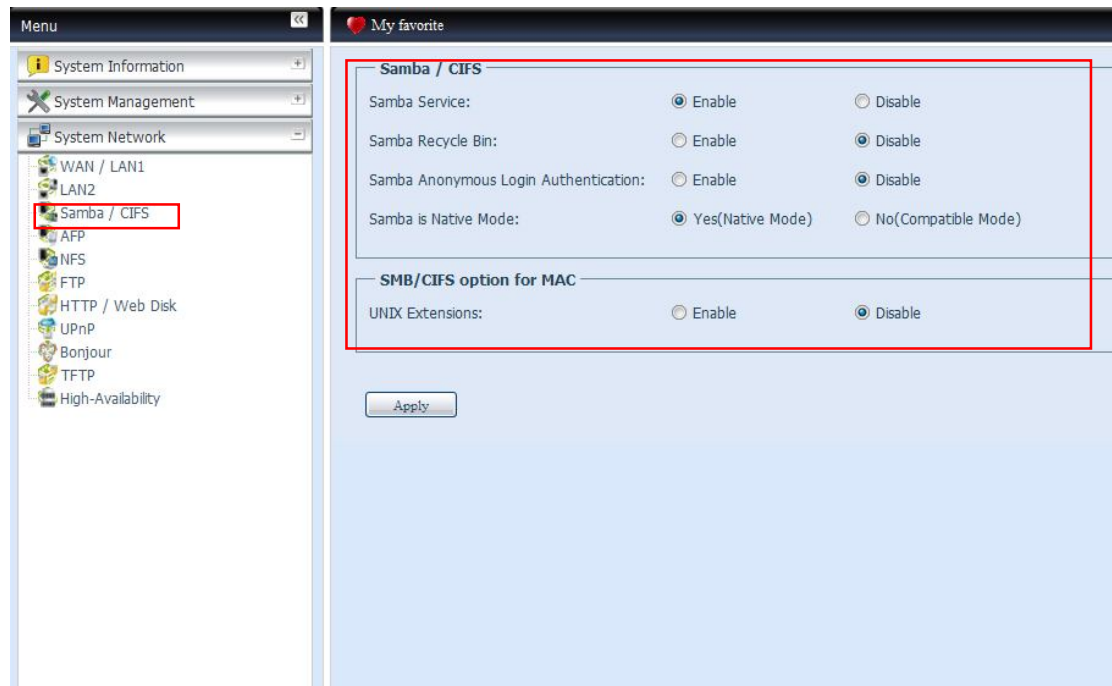 Menu
My favorite
System Information
System Management
System Network
WAN / LAN1
LAN2
Samba / CIFS
AFP
NFS
FTP
HTTP / Web Disk
UPnP
Bonjour
TFTP
High-Availability
Samba / CIFS
Samba Service: Enable Disable
Samba Recycle Bin: Enable Disable
Samba Anonymous Login Authentication: Enable Disable
Samba is Native Mode: Yes(Native Mode) No(Compatible Mode)
SMB/CIFS option for MAC
UNIX Extensions: Enable Disable
Apply